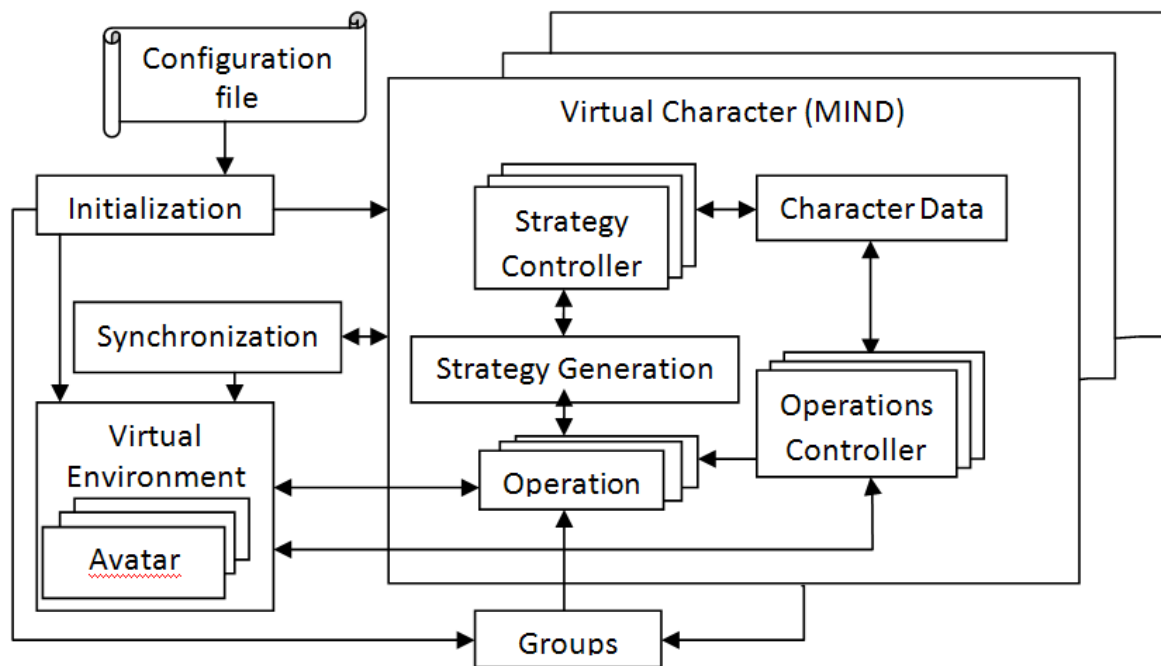 Configuration
file
Virtual Character (MIND)
Initialization
Strategy
Controller
Character Data
Synchronization
Strategy Generation
Operations
Controller
Virtual
Environment
Operation
Avatar
Groups